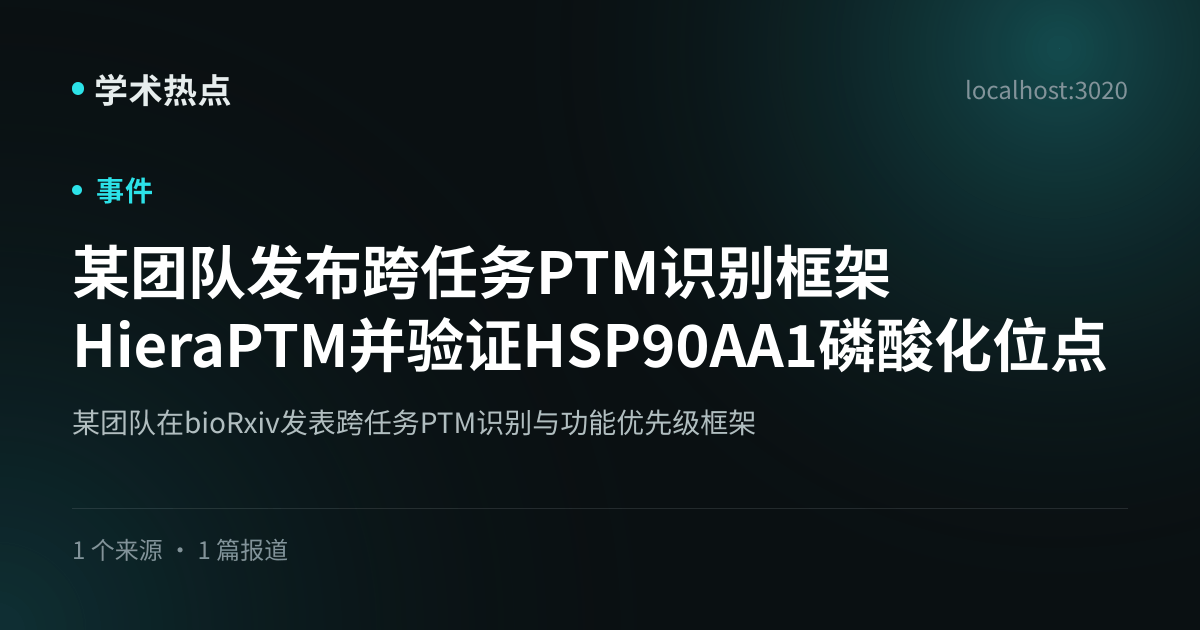 学术热点
localhost:3020
事件
某团队发布跨任务PTM识别框架
HieraPTM并验证HSP90AA1磷酸化位点
某团队在bioRxiv发表跨任务PTM识别与功能优先级框架
1 个来源 · 1 篇报道